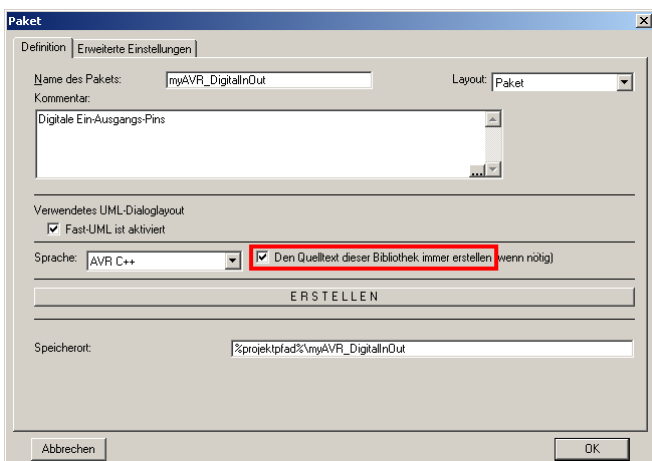 Paket
Definition Erweiterte Einstellungen
Name des Pakets: myAVR_DigitalInOut Layout: Paket
Kommentar:
Digitale Ein-Ausgangs-Pins
...
Verwendetes UML-Dialoglayout
Fast-UML ist aktiviert
Sprache: AVR C++ Den Quelltext dieser Bibliothek immer erstellen (wenn nötig)
ERSTELLEN
Speicherort: %projektpfad%\myAVR_DigitalInOut
Abbrechen OK